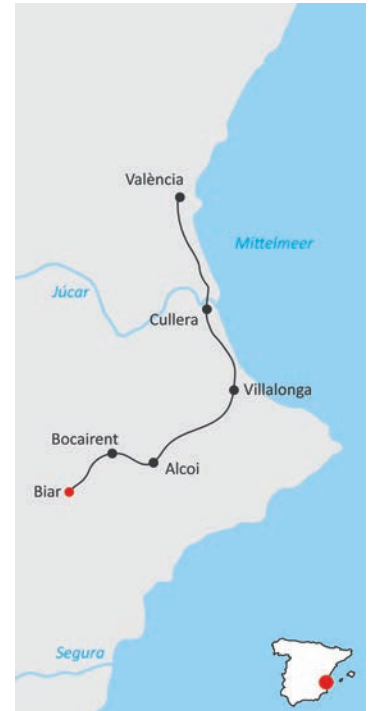 València
Mittelmeer
Júcar
Cullera
Villalonga
Bocairent
Alcoi
Biar
Segura